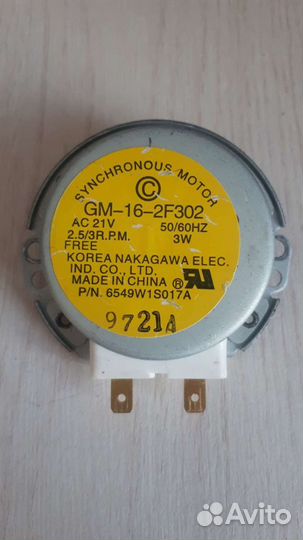 SYNCHRONOUS MOTOR
C
GM-16-2F302
AC 21V 50/60HZ
2.5/3R.P.M. 3W
FREE
KOREA NAKAGAWA ELEC.
IND. CO., LTD.
MADE IN CHINA ® RU
P/N. 6549W1S017A
9721A
Avito